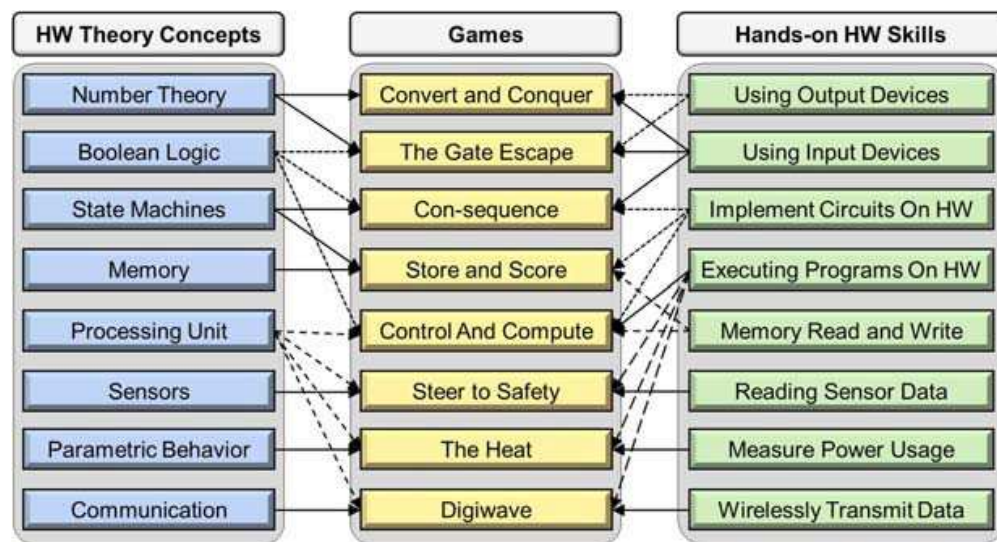 HW Theory Concepts
Games
Hands-on HW Skills
Number Theory
Convert and Conquer
Using Output Devices
Boolean Logic
The Gate Escape
Using Input Devices
State Machines
Con-sequence
Implement Circuits On HW
Memory
Store and Score
Executing Programs On HW
Processing Unit
Control And Compute
Memory Read and Write
Sensors
Steer to Safety
Reading Sensor Data
Parametric Behavior
The Heat
Measure Power Usage
Communication
Digiwave
Wirelessly Transmit Data